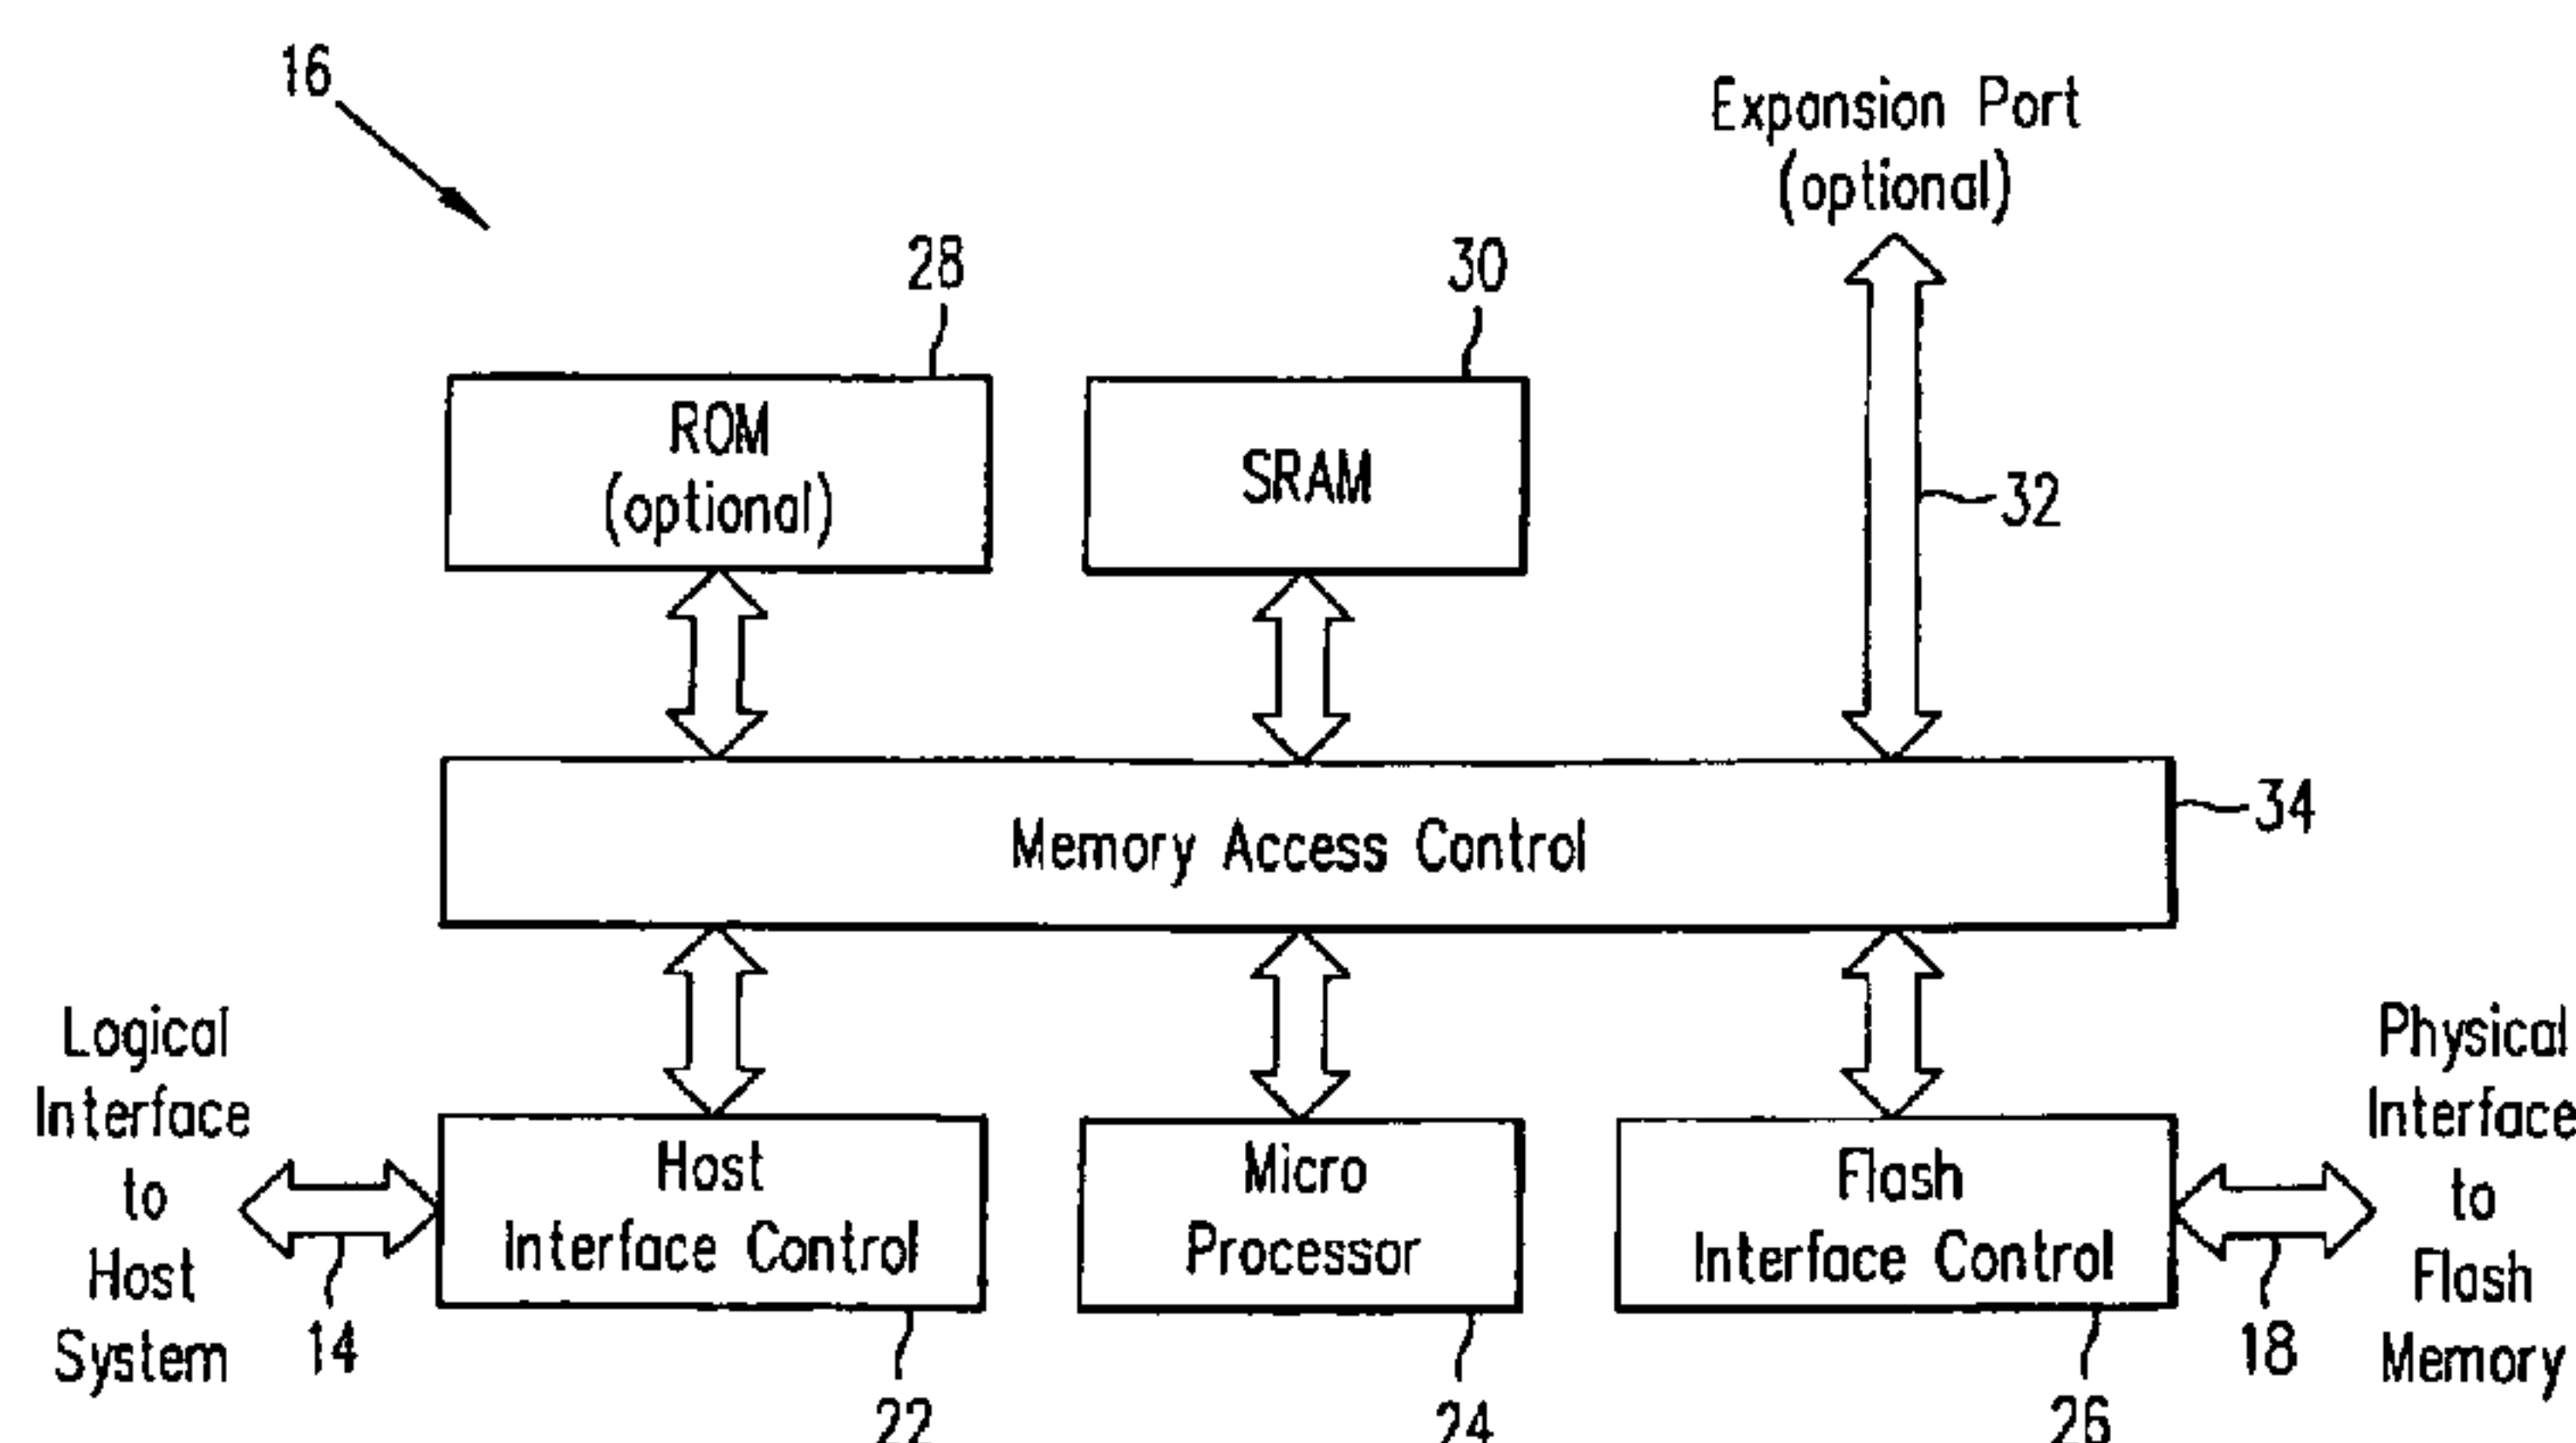 16
Expansion Port
(optional)
28
30
ROM
(optional)
SRAM
32
Memory Access Control
34
Logical
Interface
to
Host
System
14
Host
Interface Control
22
Micro
Processor
24
Flash
Interface Control
26
18
Physical
Interface
to
Flash
Memory